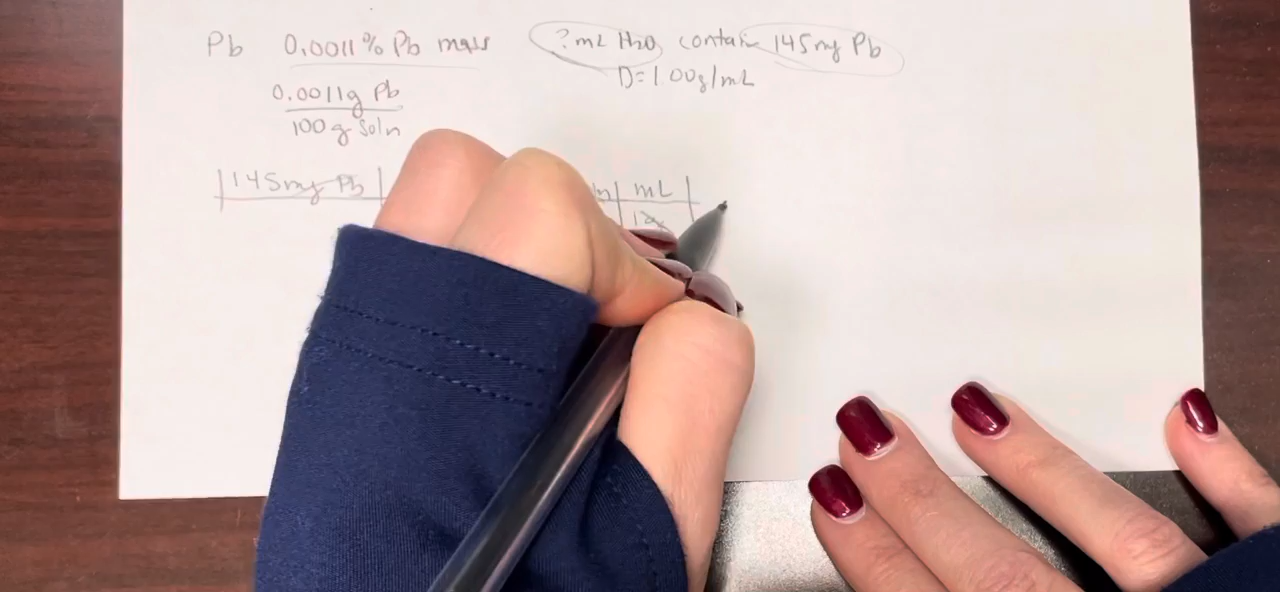 Pb 0.0011% Pb mass ?mL H2O contain 145mg Pb
0.0011g Pb D=1.00g/mL
100g Soln
145mg Pb mL